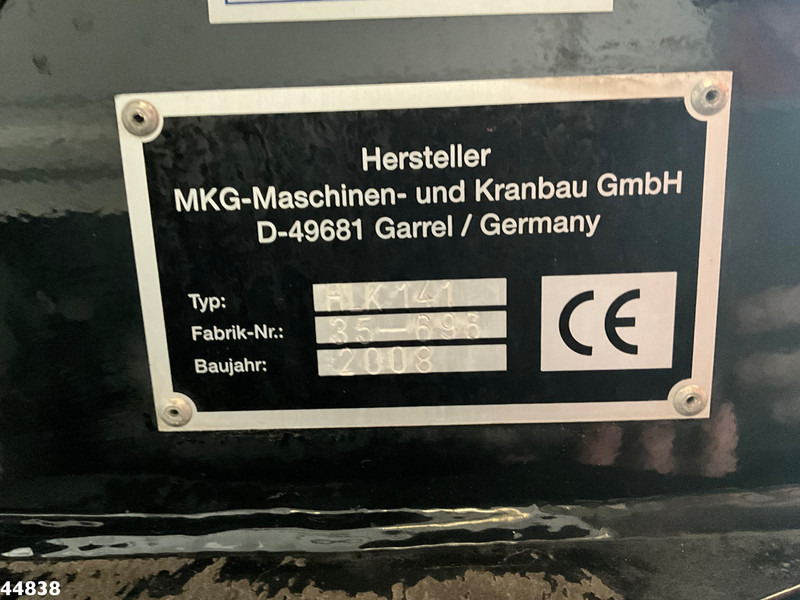 Hersteller
MKG-Maschinen- und Kranbau GmbH
D-49681 Garrel / Germany
Typ: HLK 141
Fabrik-Nr.: 35-696
Baujahr: 2008
CE
44838